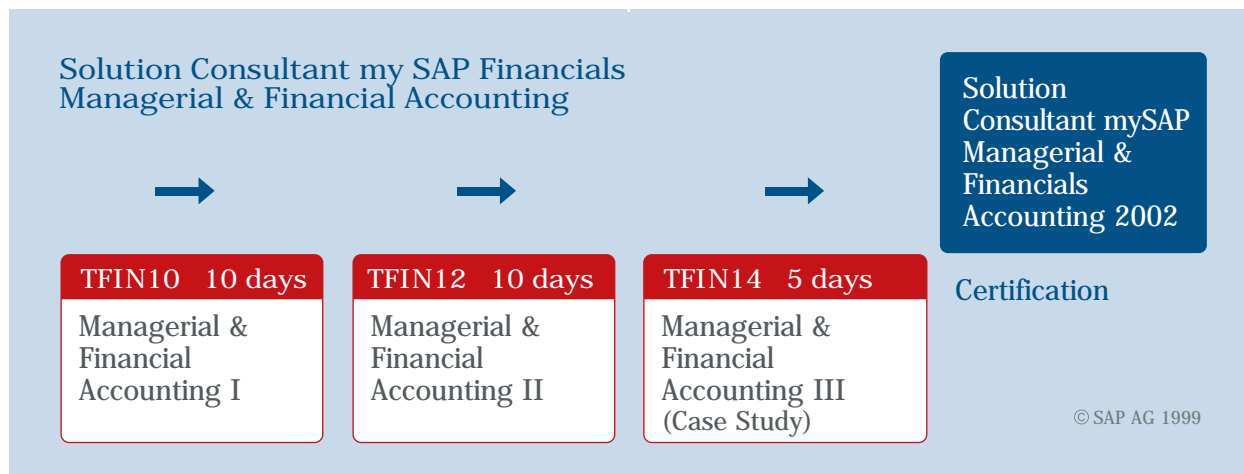 Solution Consultant my SAP Financials
Managerial & Financial Accounting
Solution
Consultant mySAP
Managerial &
Financials
Accounting 2002
TFIN10 10 days
Managerial &
Financial
Accounting I
TFIN12 10 days
Managerial &
Financial
Accounting II
TFIN14 5 days
Managerial &
Financial
Accounting III
(Case Study)
Certification
© SAP AG 1999